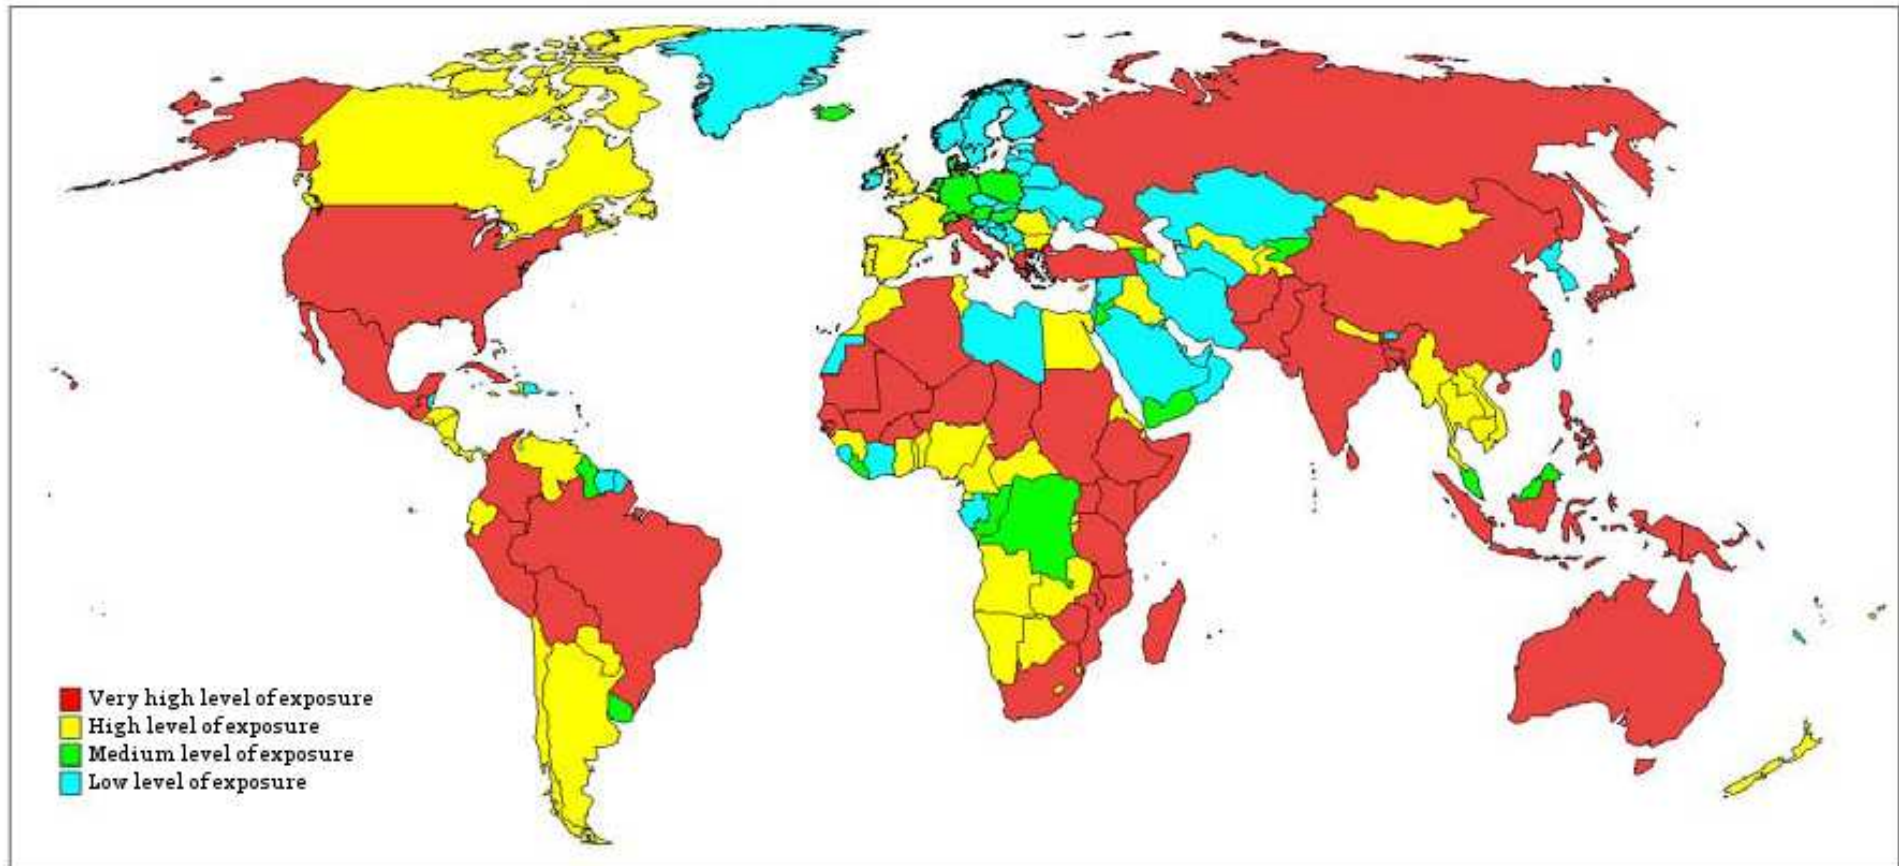 Very high level of exposure
High level of exposure
Medium level of exposure
Low level of exposure